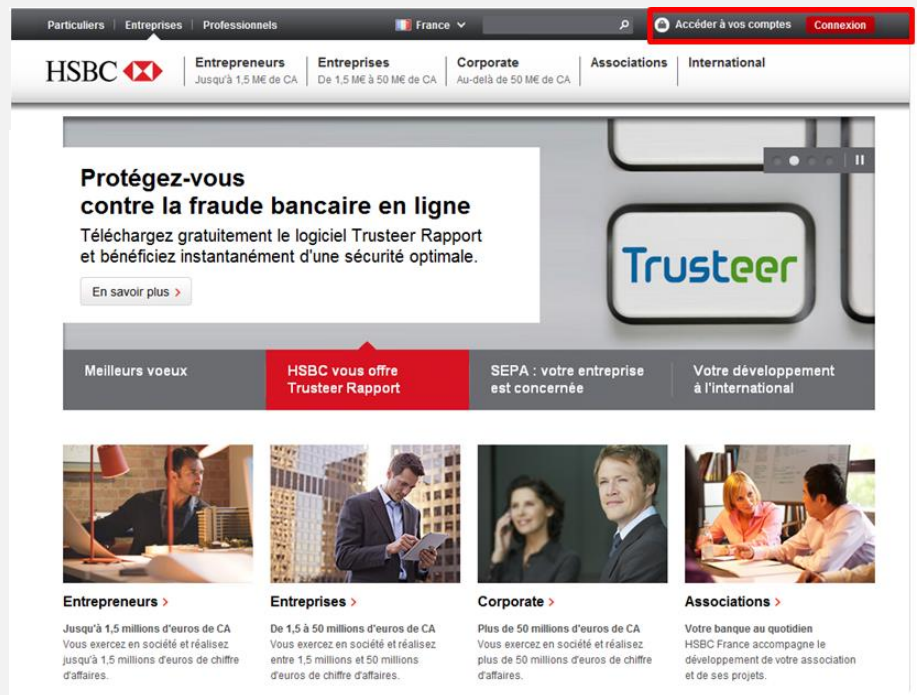 Particuliers | Entreprises | Professionnels
France
Accéder à vos comptes
Connexion
HSBC
Entrepreneurs
Jusqu'à 1,5 M€ de CA
Entreprises
De 1,5 M€ à 50 M€ de CA
Corporate
Au-delà de 50 M€ de CA
Associations
International
Protégez-vous
contre la fraude bancaire en ligne
Téléchargez gratuitement le logiciel Trusteer Rapport
et bénéficiez instantanément d'une sécurité optimale.
En savoir plus >
Trusteer
Meilleurs voeux
HSBC vous offre
Trusteer Rapport
SEPA : votre entreprise
est concernée
Votre développement
à l'international
Entrepreneurs >
Jusqu'à 1,5 millions d'euros de CA
Vous exercez en société et réalisez
jusqu'à 1,5 millions d'euros de chiffre
d'affaires.
Entreprises >
De 1,5 à 50 millions d'euros de CA
Vous exercez en société et réalisez
entre 1,5 millions et 50 millions
d'euros de chiffre d'affaires.
Corporate >
Plus de 50 millions d'euros de CA
Vous exercez en société et réalisez
plus de 50 millions d'euros de chiffre
d'affaires.
Associations >
Votre banque au quotidien
HSBC France accompagne le
développement de votre association
et de ses projets.